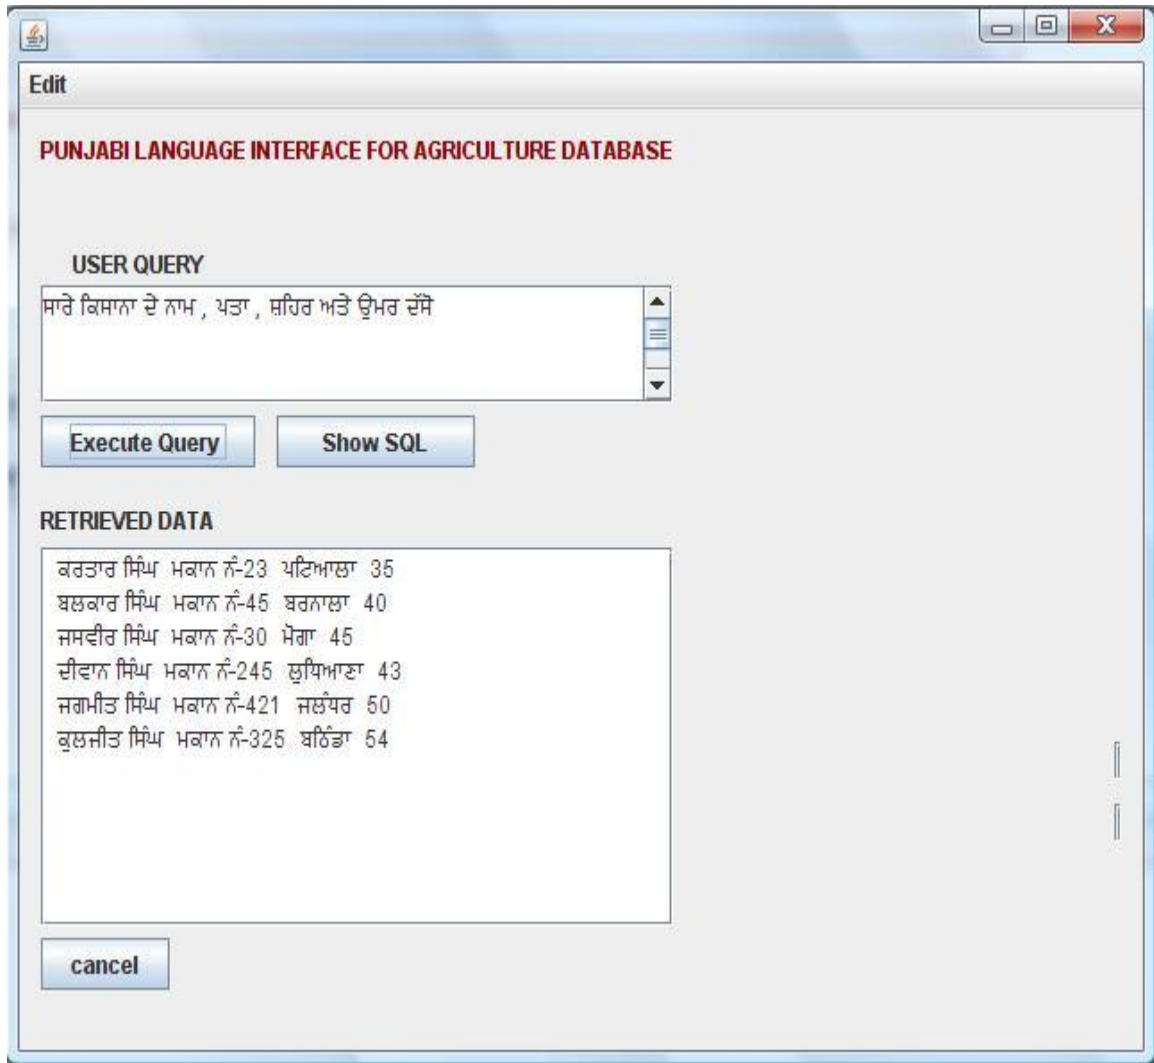 Edit
PUNJABI LANGUAGE INTERFACE FOR AGRICULTURE DATABASE
USER QUERY
ਸਾਰੇ ਕਿਸਾਨਾ ਦੇ ਨਾਮ , ਪਤਾ , ਸ਼ਹਿਰ ਅਤੇ ਉਮਰ ਦੱਸੋ
Execute Query Show SQL
RETRIEVED DATA
ਕਰਤਾਰ ਸਿੰਘ ਮਕਾਨ ਨੰ-23 ਪਟਿਆਲਾ 35
ਬਲਕਾਰ ਸਿੰਘ ਮਕਾਨ ਨੰ-45 ਬਰਨਾਲਾ 40
ਜਸਵੀਰ ਸਿੰਘ ਮਕਾਨ ਨੰ-30 ਮੋਗਾ 45
ਦੀਵਾਨ ਸਿੰਘ ਮਕਾਨ ਨੰ-245 ਲੁਧਿਆਣਾ 43
ਜਗਮੀਤ ਸਿੰਘ ਮਕਾਨ ਨੰ-421 ਜਲੰਧਰ 50
ਕੁਲਜੀਤ ਸਿੰਘ ਮਕਾਨ ਨੰ-325 ਬਠਿੰਡਾ 54
cancel